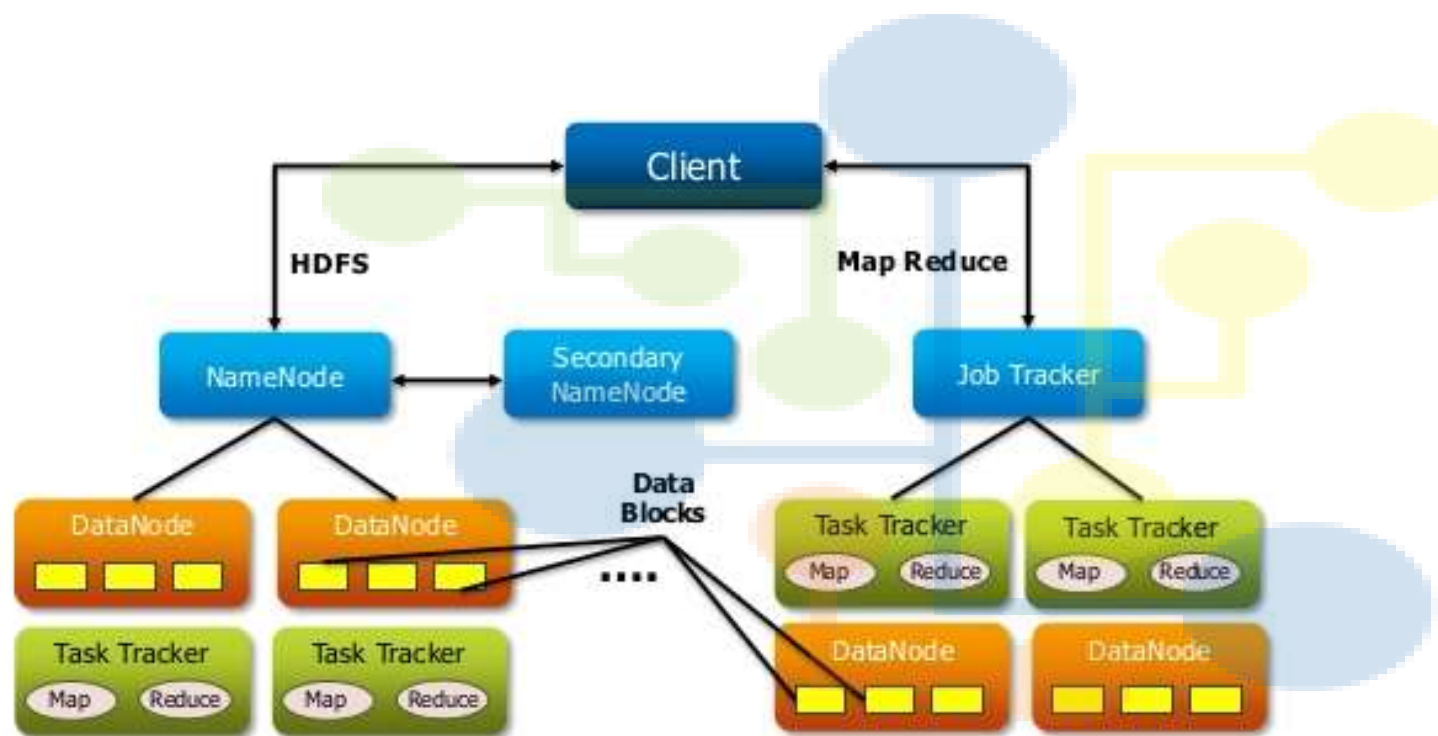 Client
HDFS
Map Reduce
NameNode
Secondary
NameNode
Job Tracker
DataNode
DataNode
Data
Blocks
....
Task Tracker
Map
Reduce
Task Tracker
Map
Reduce
Task Tracker
Map
Reduce
Task Tracker
Map
Reduce
DataNode
DataNode